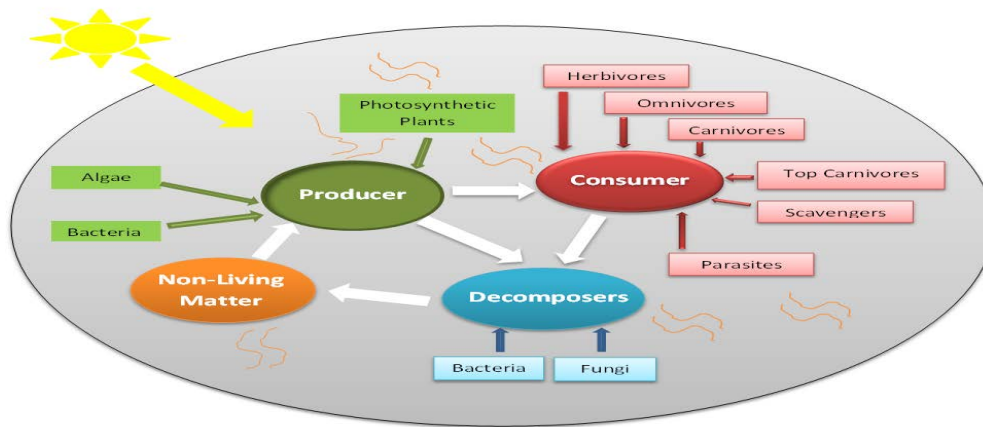 Herbivores
Omnivores
Photosynthetic
Plants
Carnivores
Algae
Producer
Consumer
Top Carnivores
Scavengers
Bacteria
Parasites
Non-Living
Matter
Decomposers
Bacteria
Fungi